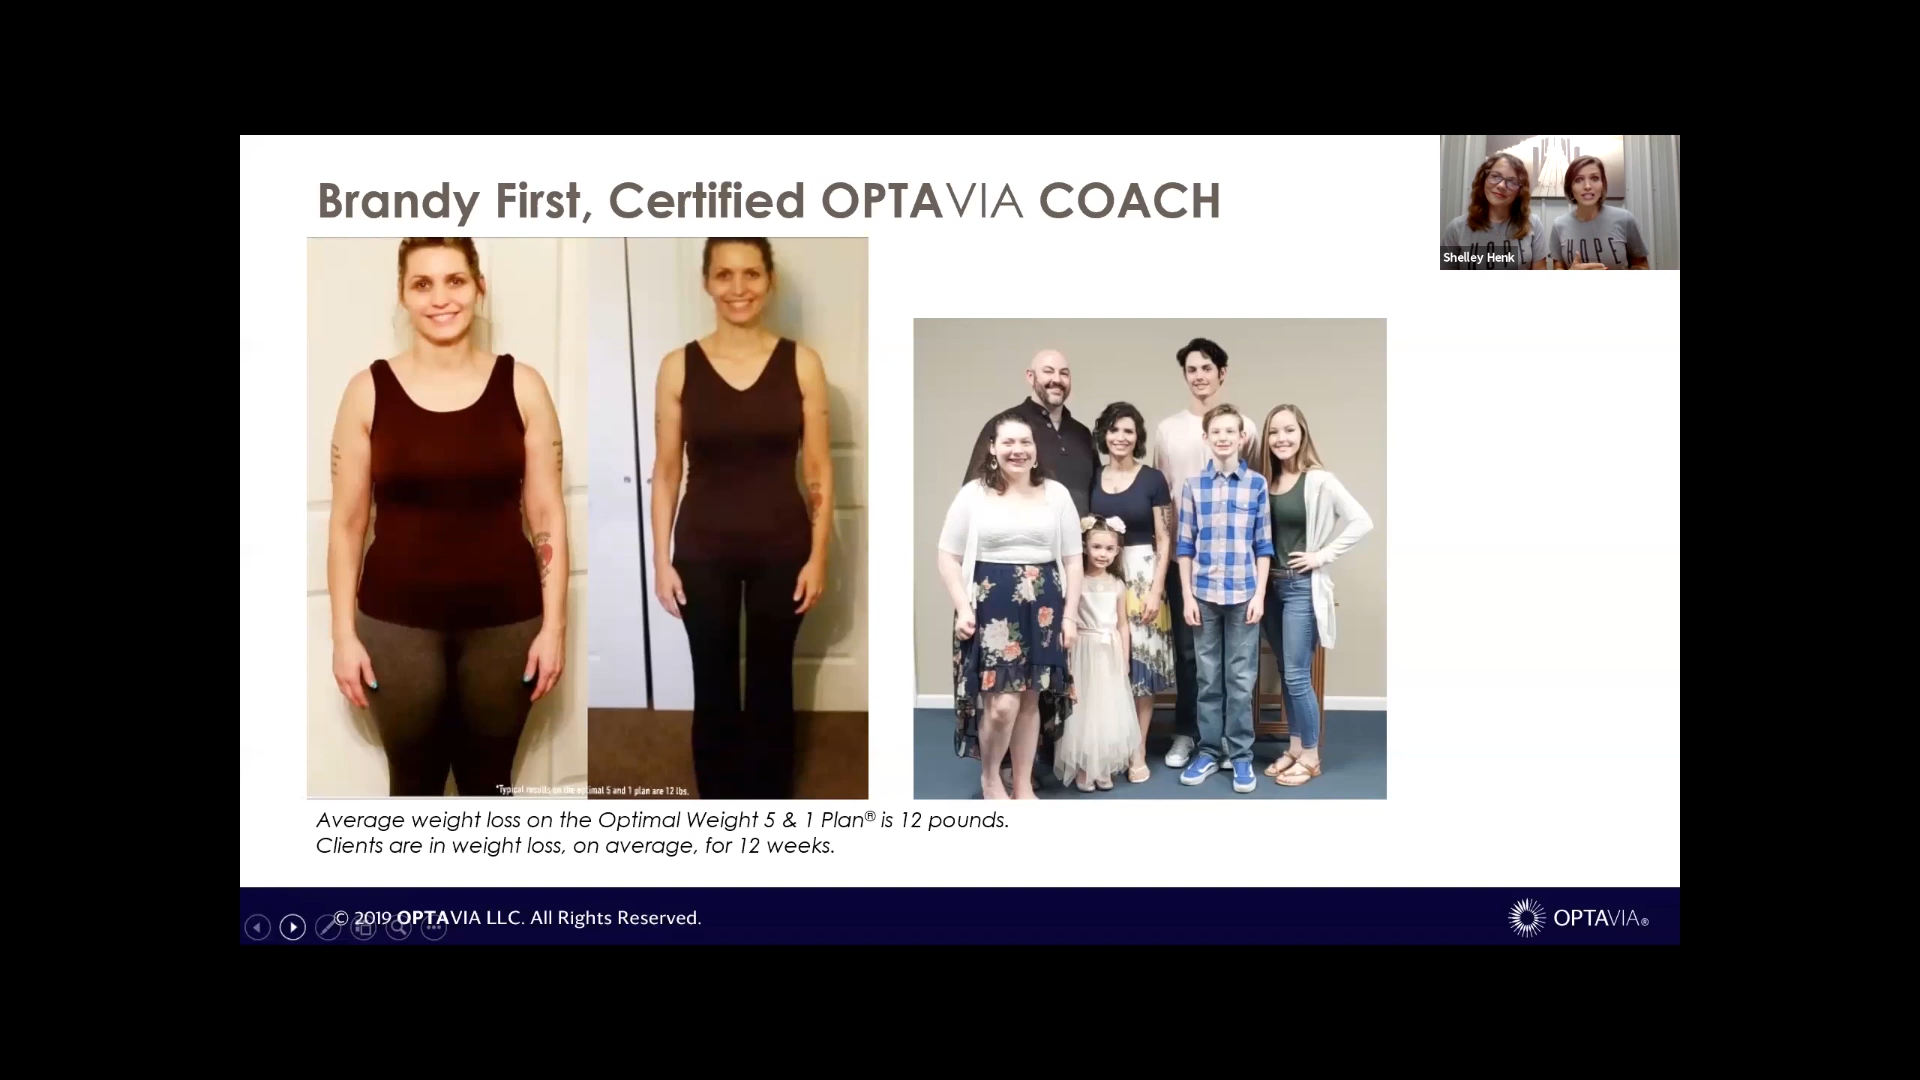 Brandy First, Certified OPTAVIA COACH
HOPE
HOPE
Shelley Henk
*Typical results on the optimal 5 and 1 plan are 12 lbs.
Average weight loss on the Optimal Weight 5 & 1 Plan® is 12 pounds.
Clients are in weight loss, on average, for 12 weeks.
© 2019 OPTAVIA LLC. All Rights Reserved.
OPTAVIA®